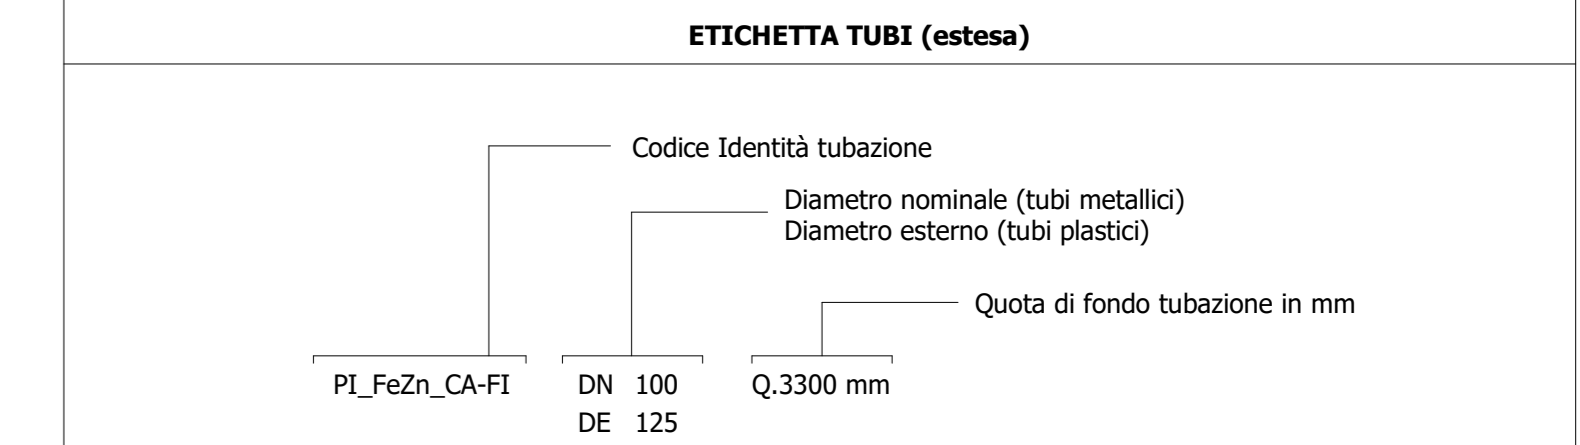 ETICHETTA TUBI (estesa)
Codice Identità tubazione
Diametro nominale (tubi metallici)
Diametro esterno (tubi plastici)
Quota di fondo tubazione in mm
PI_FeZn_CA-FI DN 100 Q.3300 mm
DE 125